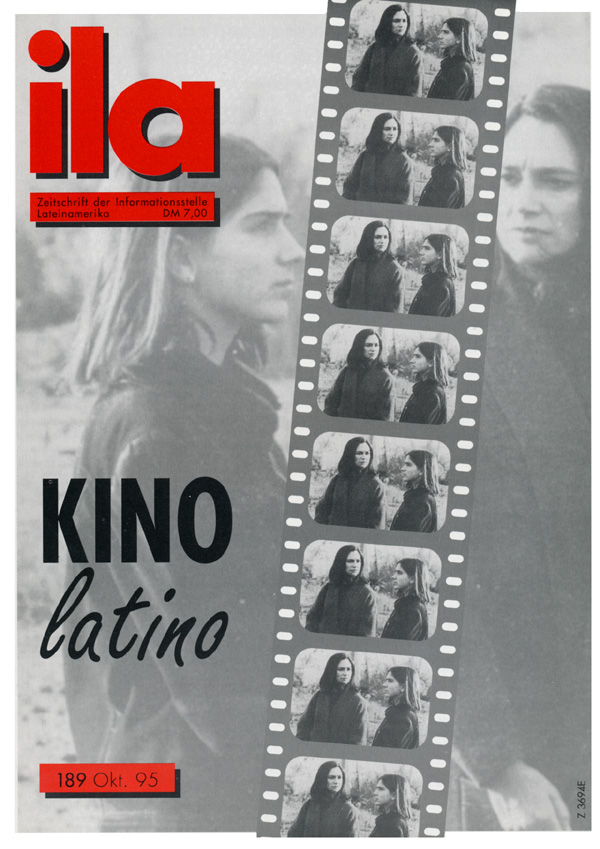 ila
Zeitschrift der Informationsstelle
Lateinamerika DM 7,00
KINO
latino
189 Okt. 95
Z 3694E